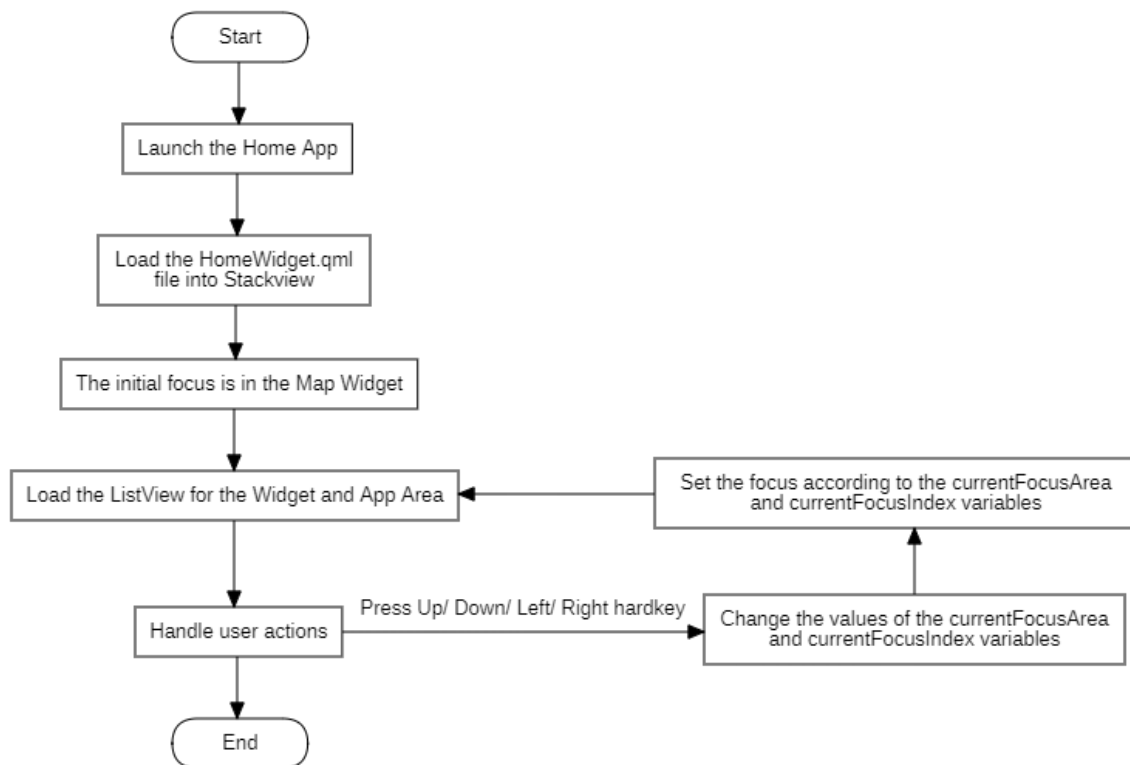 Start
Launch the Home App
Load the HomeWidget.qml
file into Stackview
The initial focus is in the Map Widget
Load the ListView for the Widget and App Area
Set the focus according to the currentFocusArea
and currentFocusIndex variables
Handle user actions
Press Up/ Down/ Left/ Right hardkey
Change the values of the currentFocusArea
and currentFocusIndex variables
End